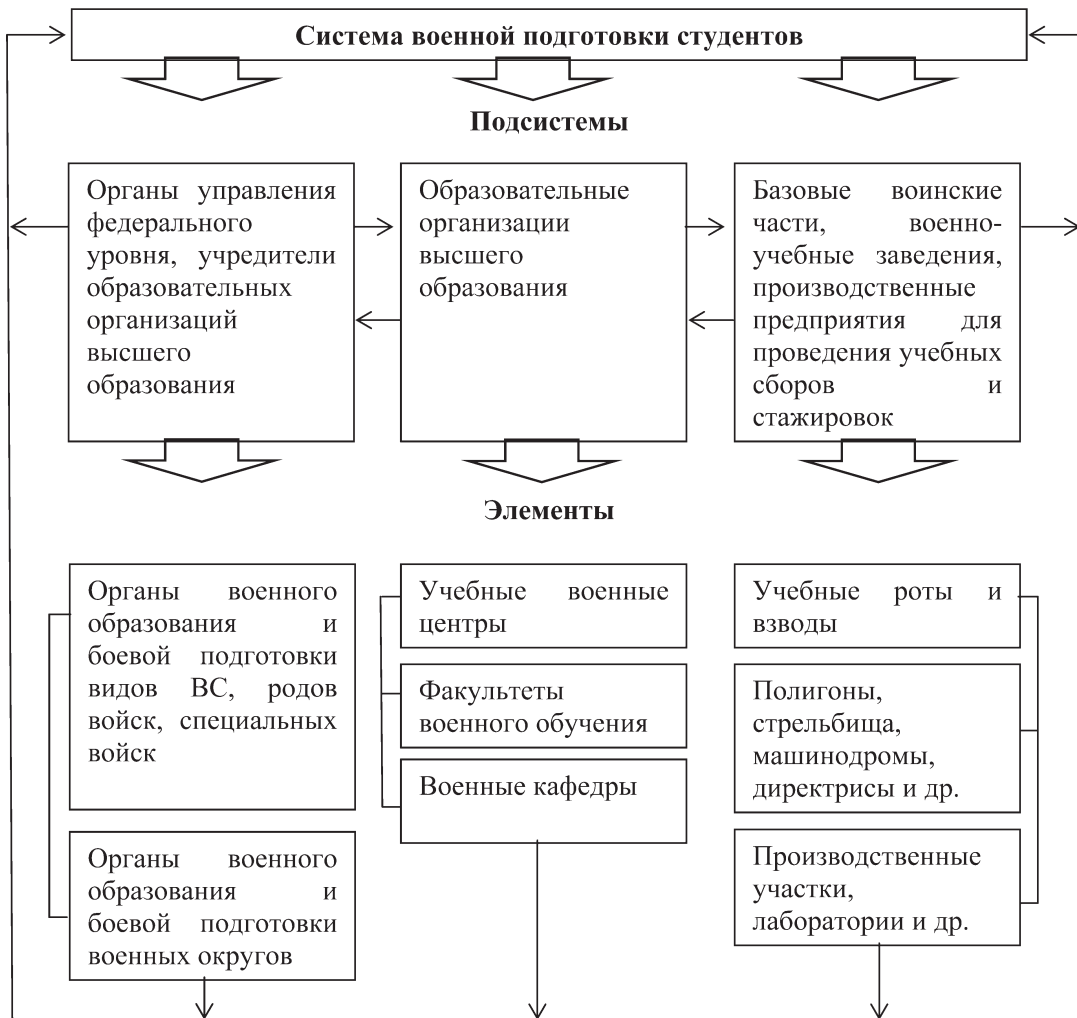 Система военной подготовки студентов
Подсистемы
Органы управления
федерального
уровня, учредители
образовательных
организаций
высшего
образования
Образовательные
организации
высшего
образования
Базовые воинские
части, военно-
учебные заведения,
производственные
предприятия для
проведения учебных
сборов и
стажировок
Элементы
Органы военного
образования и
боевой подготовки
видов ВС, родов
войск, специальных
войск
Органы военного
образования и
боевой подготовки
военных округов
Учебные военные
центры
Факультеты
военного обучения
Военные кафедры
Учебные роты и
взводы
Полигоны,
стрельбища,
машинодромы,
директрисы и др.
Производственные
участки,
лаборатории и др.